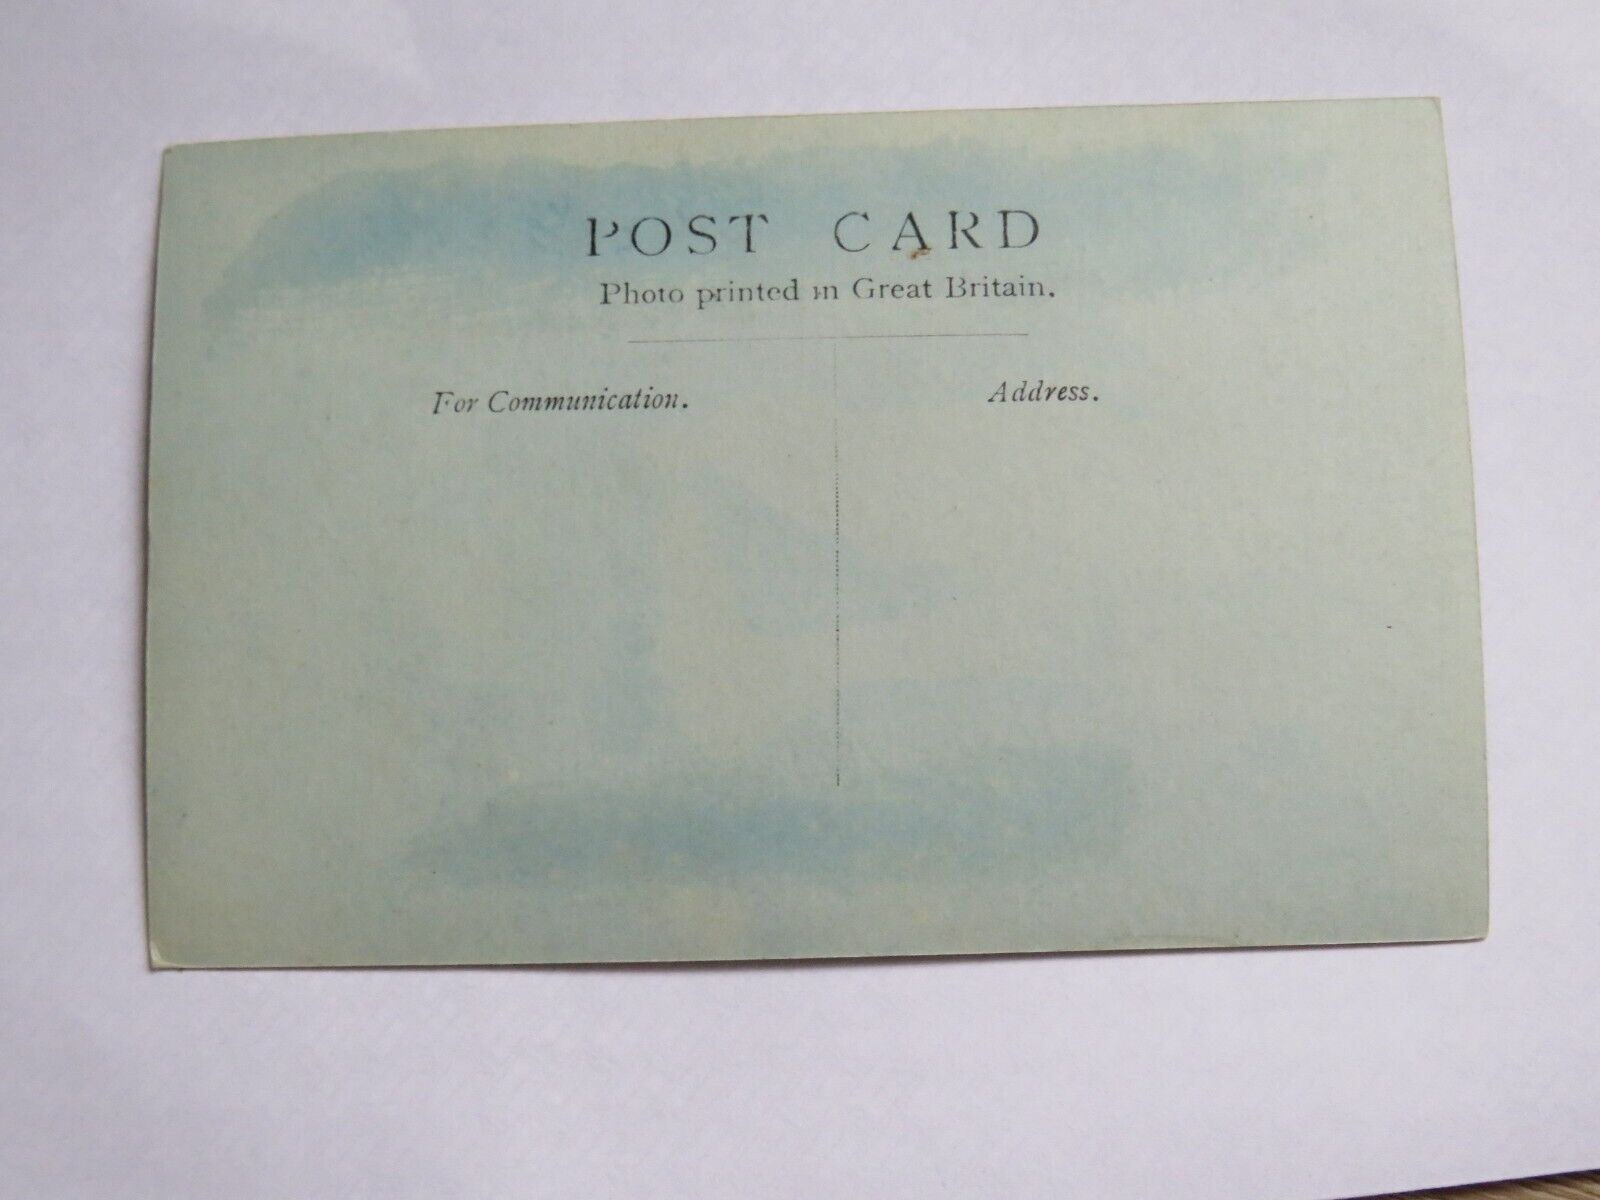 POST CARD
Photo printed in Great Britain.
For Communication.
Address.